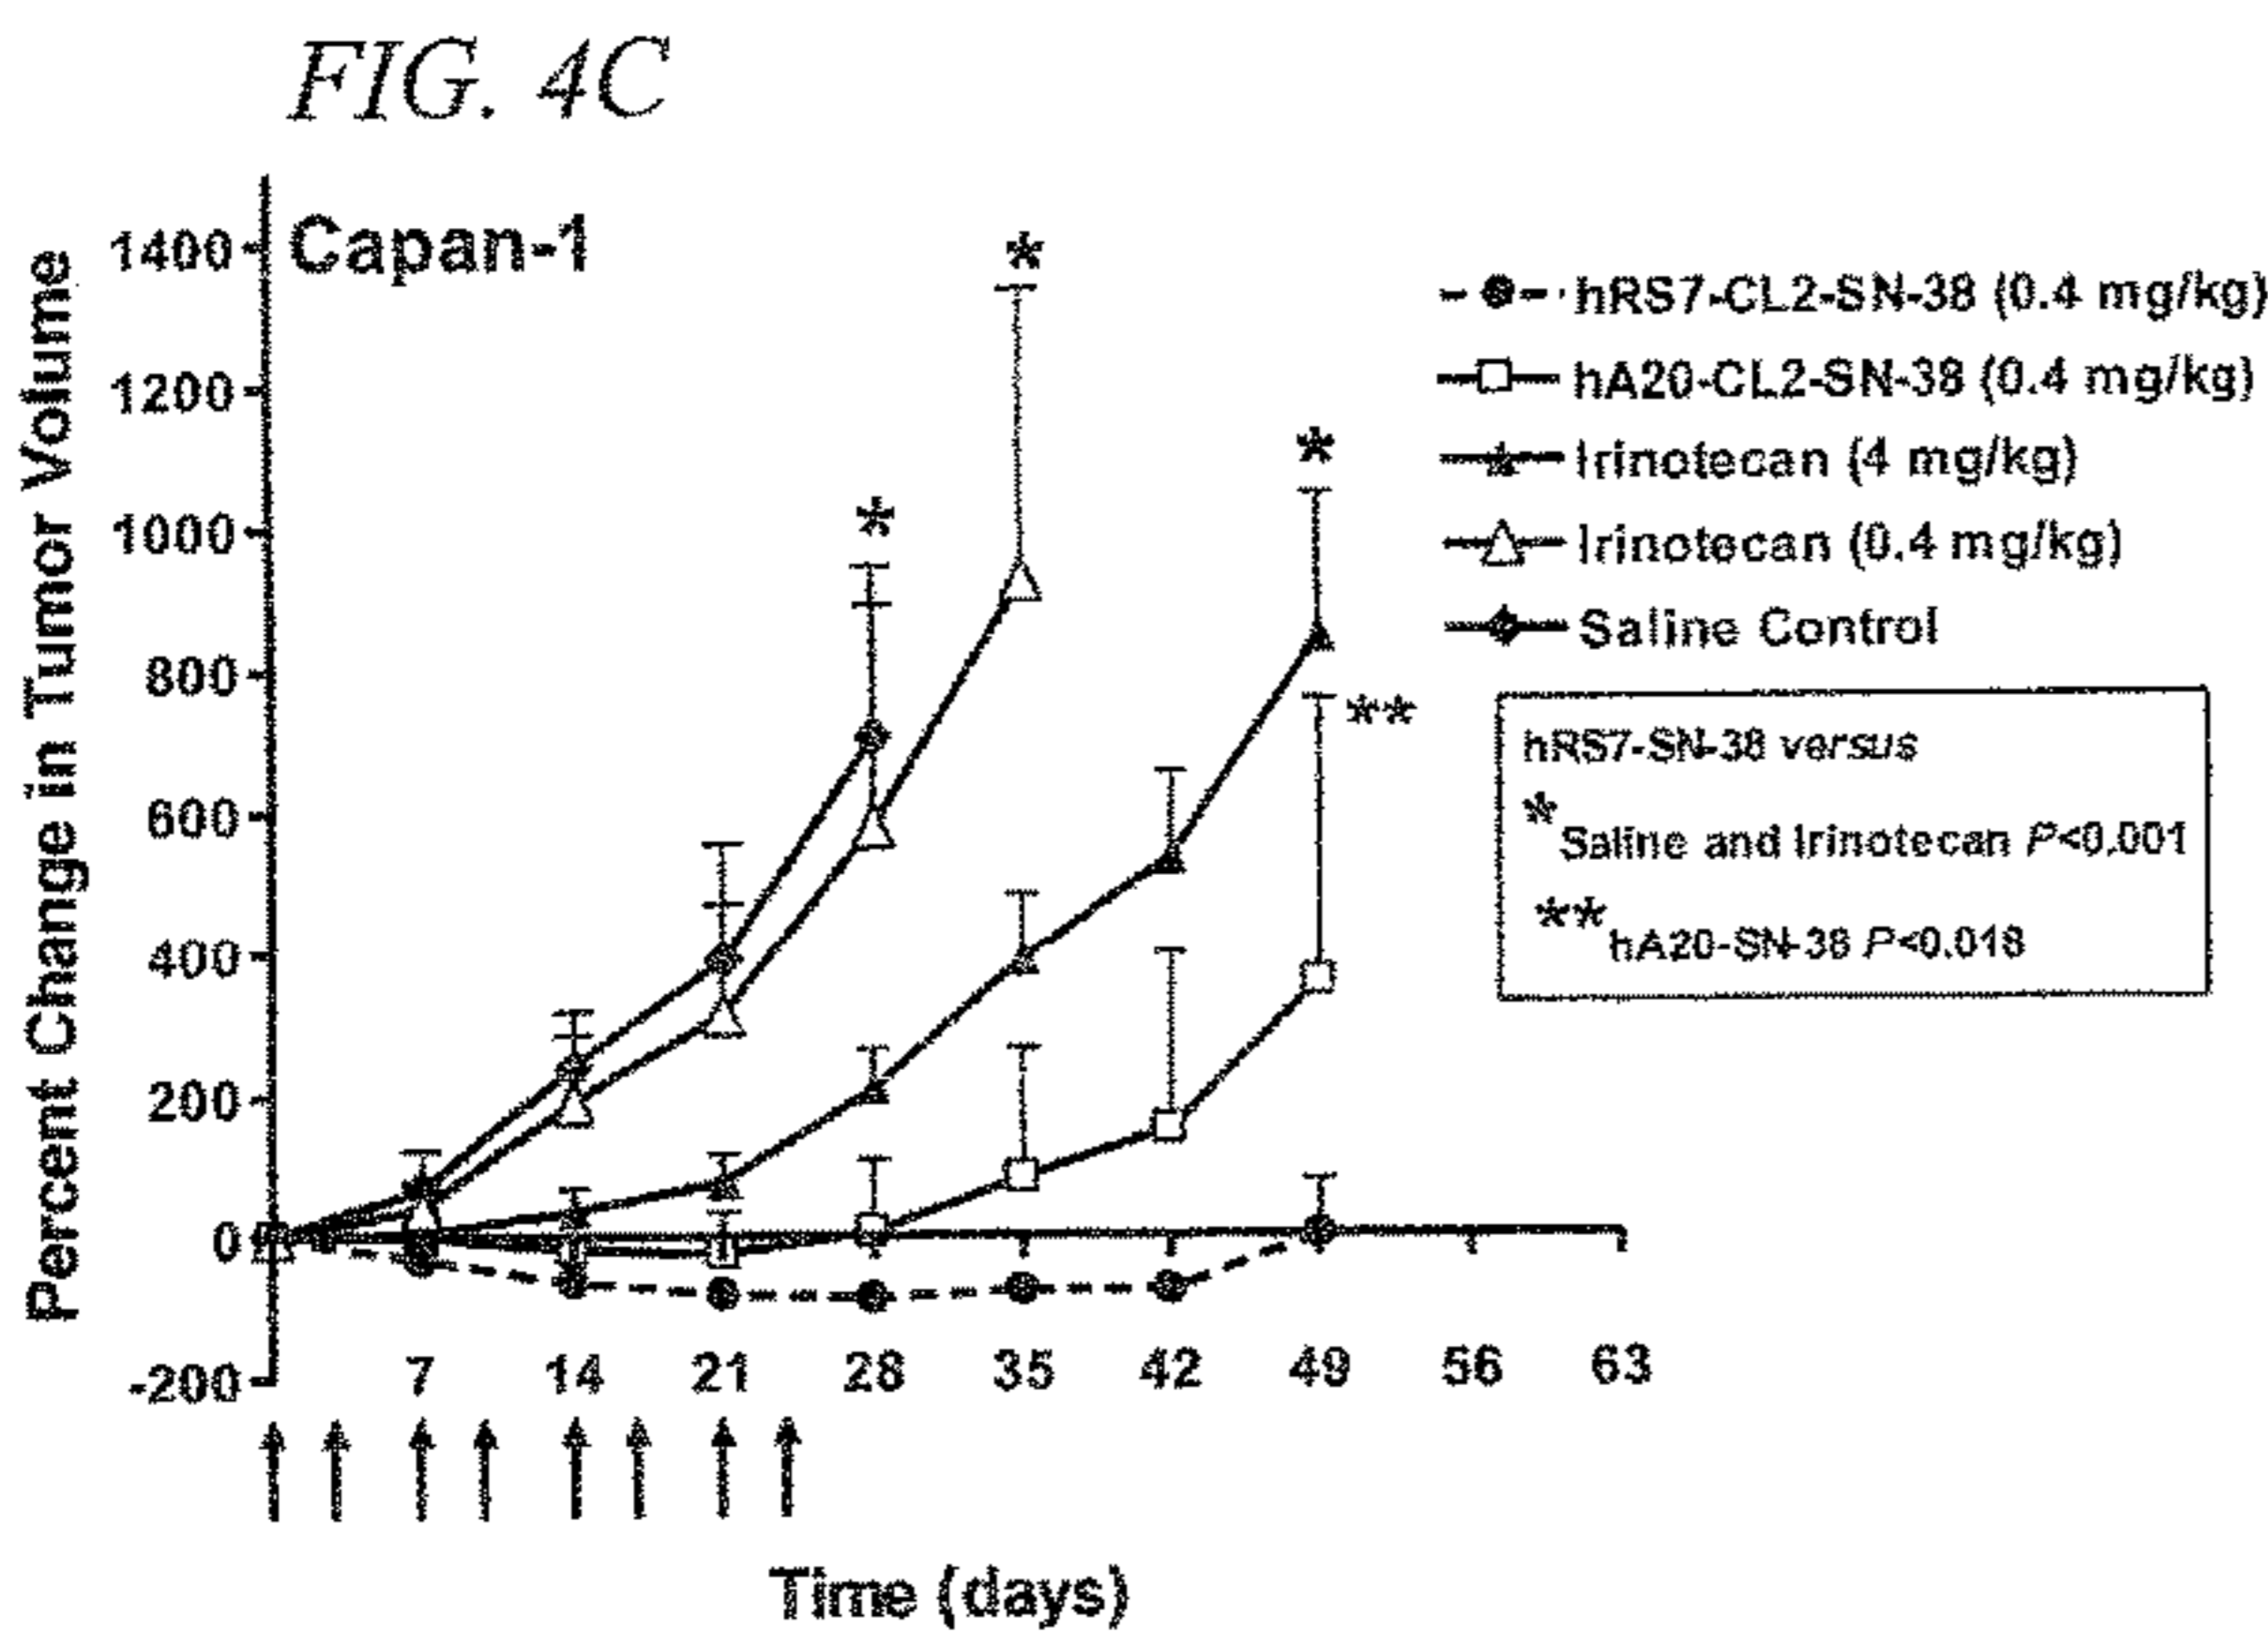 FIG. 4C
Capan-1
Percent Change in Tumor Volume
1400
1200
1000
800
600
400
200
0
-200
*
*
*
**
hRS7-CL2-SN-38 (0.4 mg/kg)
hA20-CL2-SN-38 (0.4 mg/kg)
Irinotecan (4 mg/kg)
Irinotecan (0.4 mg/kg)
Saline Control
hRS7-SN-38 versus
*Saline and Irinotecan P<0.001
**hA20-SN-38 P<0.018
7 14 21 28 35 42 49 56 63
Time (days)